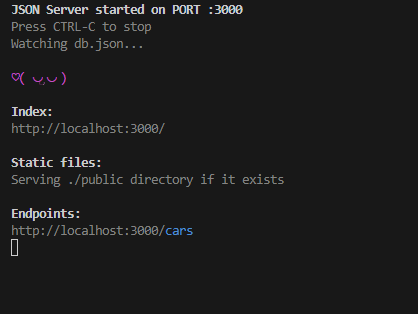 JSON Server started on PORT :3000
Press CTRL-C to stop
Watching db.json...
♡( ◡‿◡ )
Index:
http://localhost:3000/
Static files:
Serving ./public directory if it exists
Endpoints:
http://localhost:3000/cars